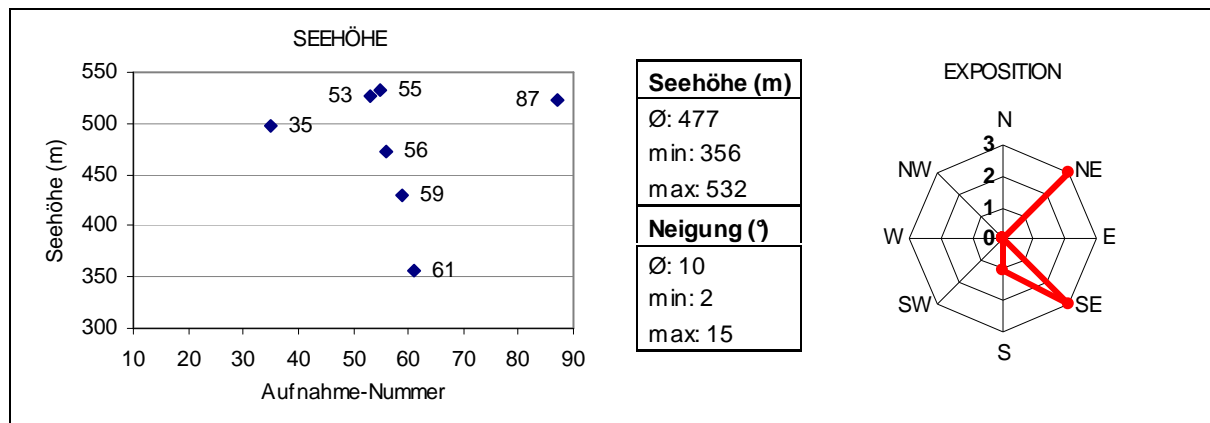 SEEHÖHE
Seehöhe (m)
550
500
450
400
350
300
53
55
87
35
56
59
61
10 20 30 40 50 60 70 80 90
Aufnahme-Nummer
Seehöhe (m)
Ø: 477
min: 356
max: 532
Neigung (°)
Ø: 10
min: 2
max: 15
EXPOSITION
N
NE
E
SE
S
SW
W
NW
3
2
1
0